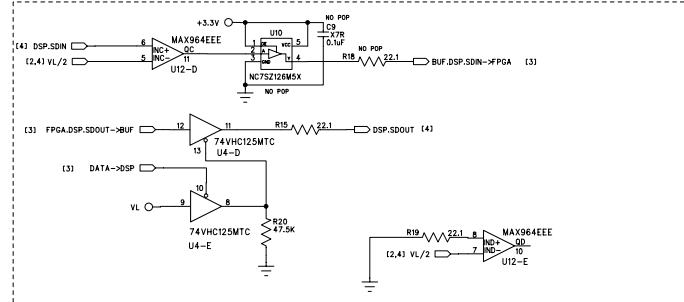 NO POP
+3.3V
U10
C9
X7R
0.1uF
[4] DSP.SDIN
6
INC+
MAX964EEE
QC
11
[2,4] VL/2
5
INC-
U12-D
1
OE
VCC
5
2
A
Y
4
3
GND
NC7SZ126M5X
NO POP
NO POP
R18
22.1
BUF.DSP.SDIN->FPGA [3]
[3] FPGA.DSP.SDOUT->BUF
12
11
R15
22.1
DSP.SDOUT [4]
74VHC125MTC
13
U4-D
[3] DATA->DSP
10
VL
9
8
74VHC125MTC
U4-E
R20
47.5K
R19
22.1
8
IND+
MAX964EEE
QD
10
[2,4] VL/2
7
IND-
U12-E